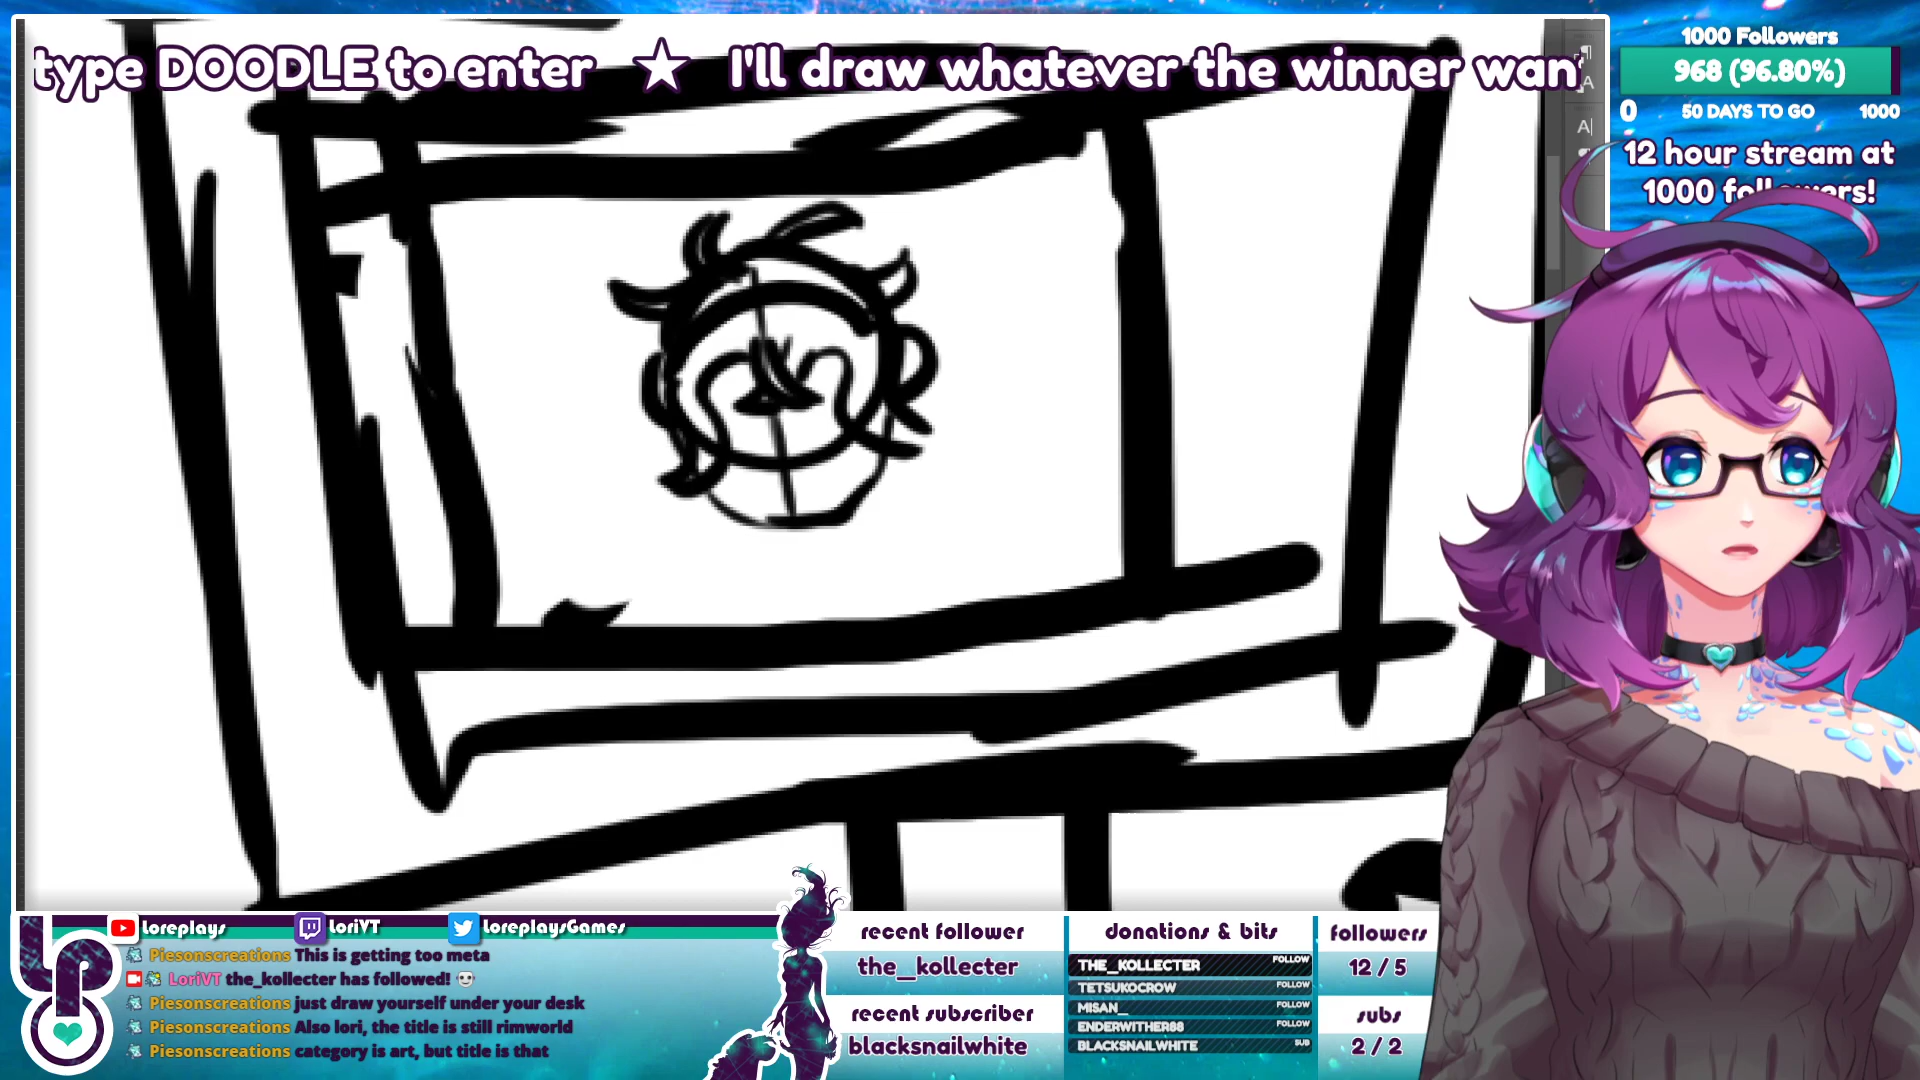 type DOODLE to enter ★ I'll draw whatever the winner wan
1000 Followers
968 (96.80%)
0 50 DAYS TO GO 1000
12 hour stream at
1000 followers!
Loreplays LoriVT LoreplaysGames
Piesonscreations This is getting too meta
LoriVT the_kollecter has followed!
Piesonscreations just draw yourself under your desk
Piesonscreations Also lori, the title is still rimworld
Piesonscreations category is art, but title is that
recent follower
the_kollecter
recent subscriber
blacksnailwhite
donations & bits
THE_KOLLECTER FOLLOW
TETSUKOCROW FOLLOW
MISAN_ FOLLOW
ENDERWITHER88 FOLLOW
BLACKSNAILWHITE SUB
followers
12 / 5
subs
2 / 2